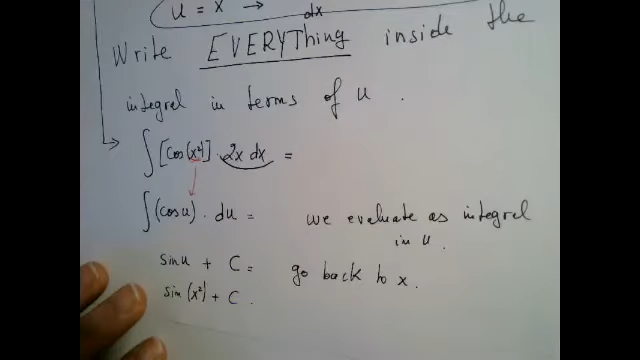 u = x → dx
Write EVERYThing inside the
integral in terms of u.
∫ [cos(x²)] · 2x dx =
∫ (cos u) · du = we evaluate as integral
in u.
sin u + C = go back to x.
sin (x²) + C.